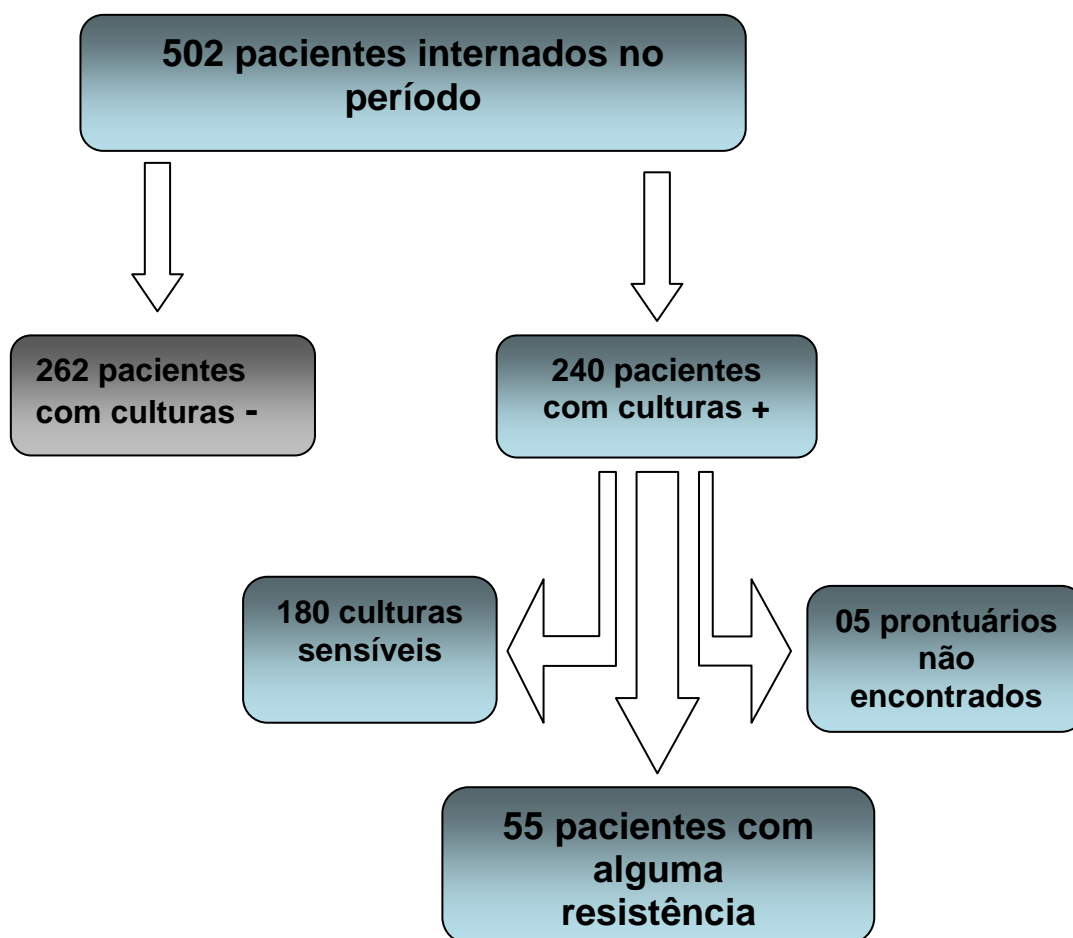 502 pacientes internados no
período
262 pacientes
com culturas -
240 pacientes
com culturas +
180 culturas
sensíveis
05 prontuários
não
encontrados
55 pacientes com
alguma
resistência